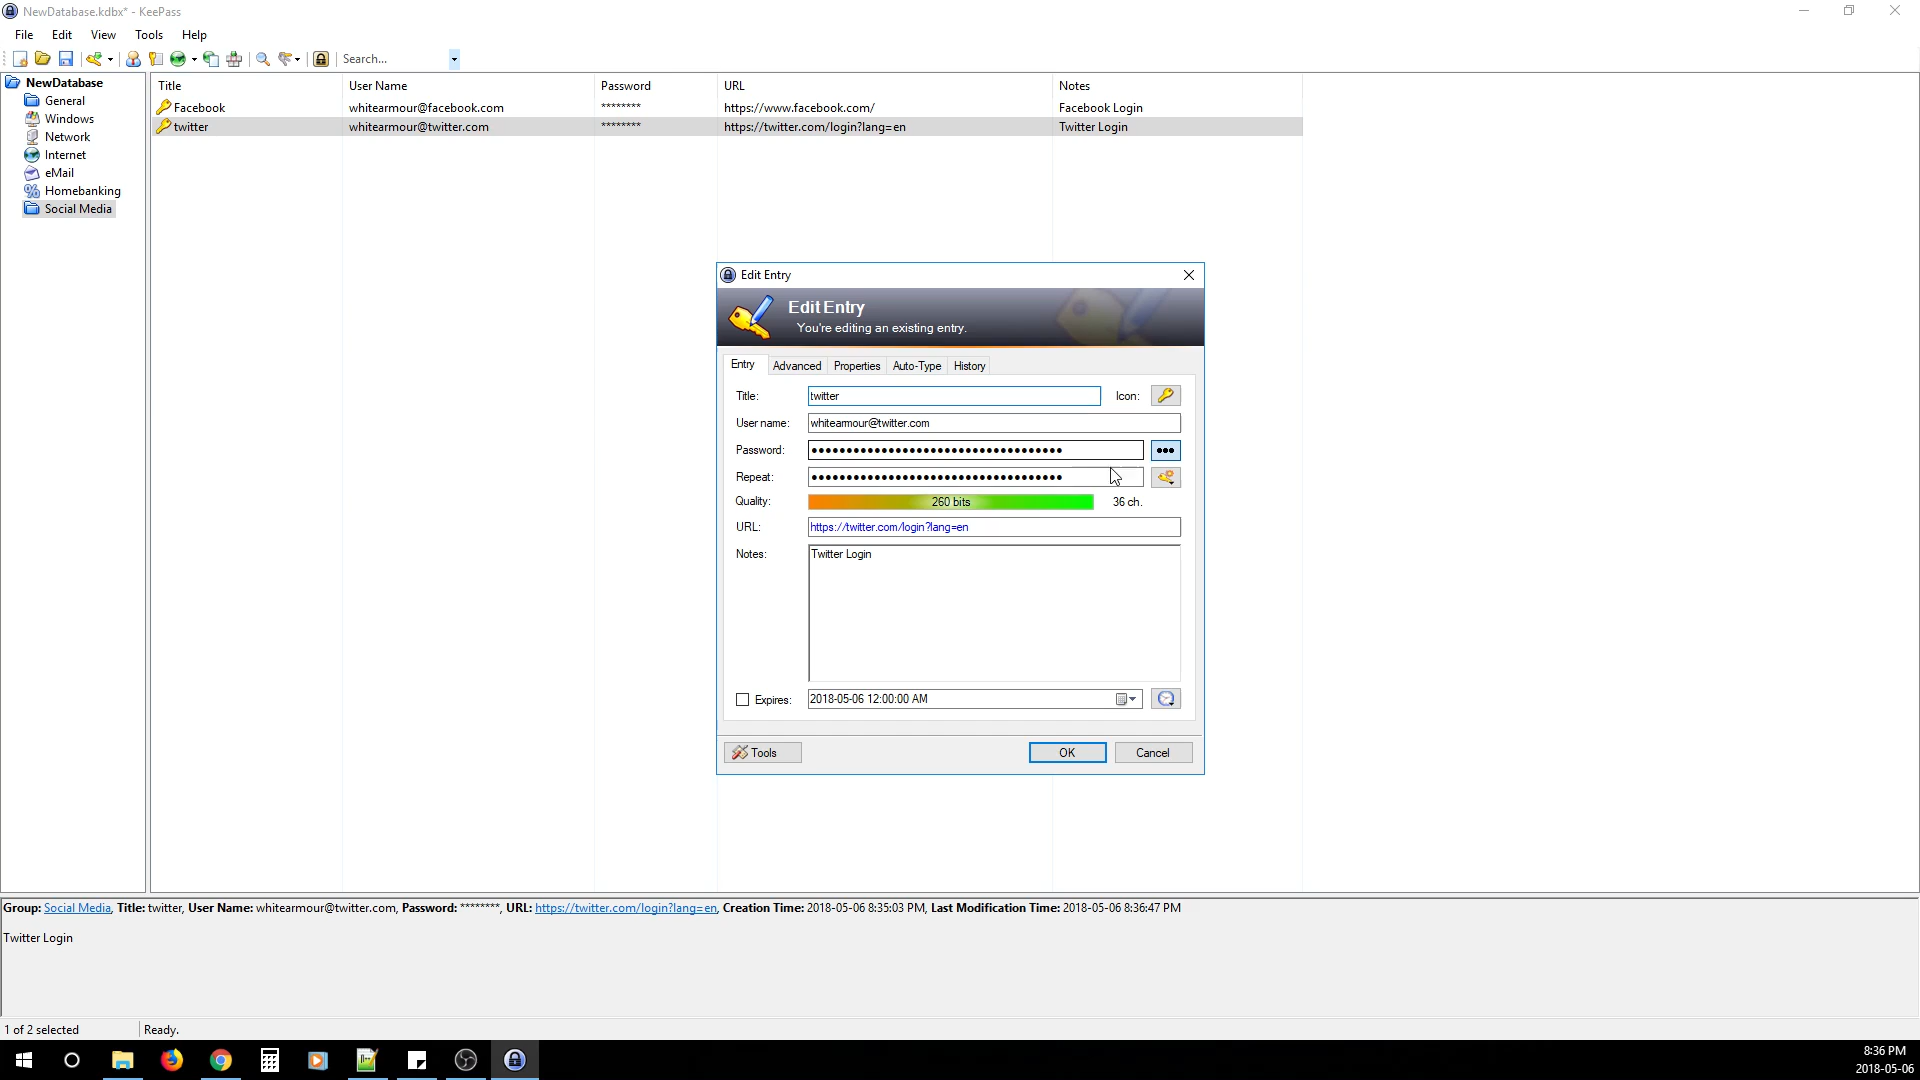 NewDatabase.kdbx* - KeePass
File Edit View Tools Help
Search...
NewDatabase
General
Windows
Network
Internet
eMail
Homebanking
Social Media
Title User Name Password URL Notes
Facebook whitearmour@facebook.com ******** https://www.facebook.com/ Facebook Login
twitter whitearmour@twitter.com ******** https://twitter.com/login?lang=en Twitter Login
Edit Entry
Edit Entry
You're editing an existing entry.
Entry Advanced Properties Auto-Type History
Title: twitter Icon:
User name: whitearmour@twitter.com
Password: ••••••••••••••••••••••••••••••••••••
Repeat: ••••••••••••••••••••••••••••••••••••
Quality: 260 bits 36 ch.
URL: https://twitter.com/login?lang=en
Notes: Twitter Login
Expires: 2018-05-06 12:00:00 AM
Tools OK Cancel
Group: Social Media, Title: twitter, User Name: whitearmour@twitter.com, Password: ********, URL: https://twitter.com/login?lang=en, Creation Time: 2018-05-06 8:35:03 PM, Last Modification Time: 2018-05-06 8:36:47 PM
Twitter Login
1 of 2 selected Ready.
8:36 PM
2018-05-06